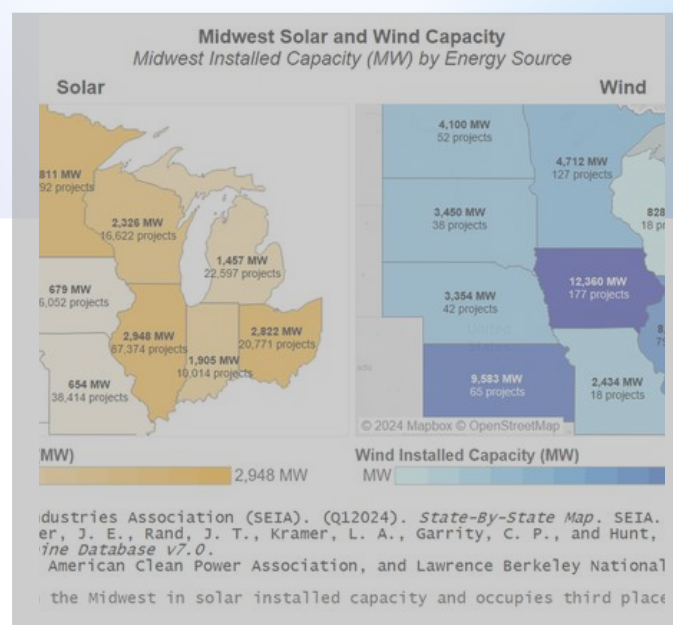 Midwest Solar and Wind Capacity
Midwest Installed Capacity (MW) by Energy Source
Solar
Wind
811 MW
92 projects
2,326 MW
16,622 projects
1,457 MW
22,597 projects
679 MW
6,052 projects
2,948 MW
87,374 projects
1,905 MW
10,014 projects
2,822 MW
20,771 projects
654 MW
38,414 projects
4,100 MW
52 projects
4,712 MW
127 projects
828
18 pr
3,450 MW
38 projects
12,360 MW
177 projects
3,354 MW
42 projects
8,
79
9,583 MW
65 projects
2,434 MW
18 projects
© 2024 Mapbox © OpenStreetMap
(MW)
2,948 MW
Wind Installed Capacity (MW)
MW
ndustries Association (SEIA). (Q12024). State-By-State Map. SEIA.
er, J. E., Rand, J. T., Kramer, L. A., Garrity, C. P., and Hunt,
ine Database v7.0.
American Clean Power Association, and Lawrence Berkeley National
the Midwest in solar installed capacity and occupies third place